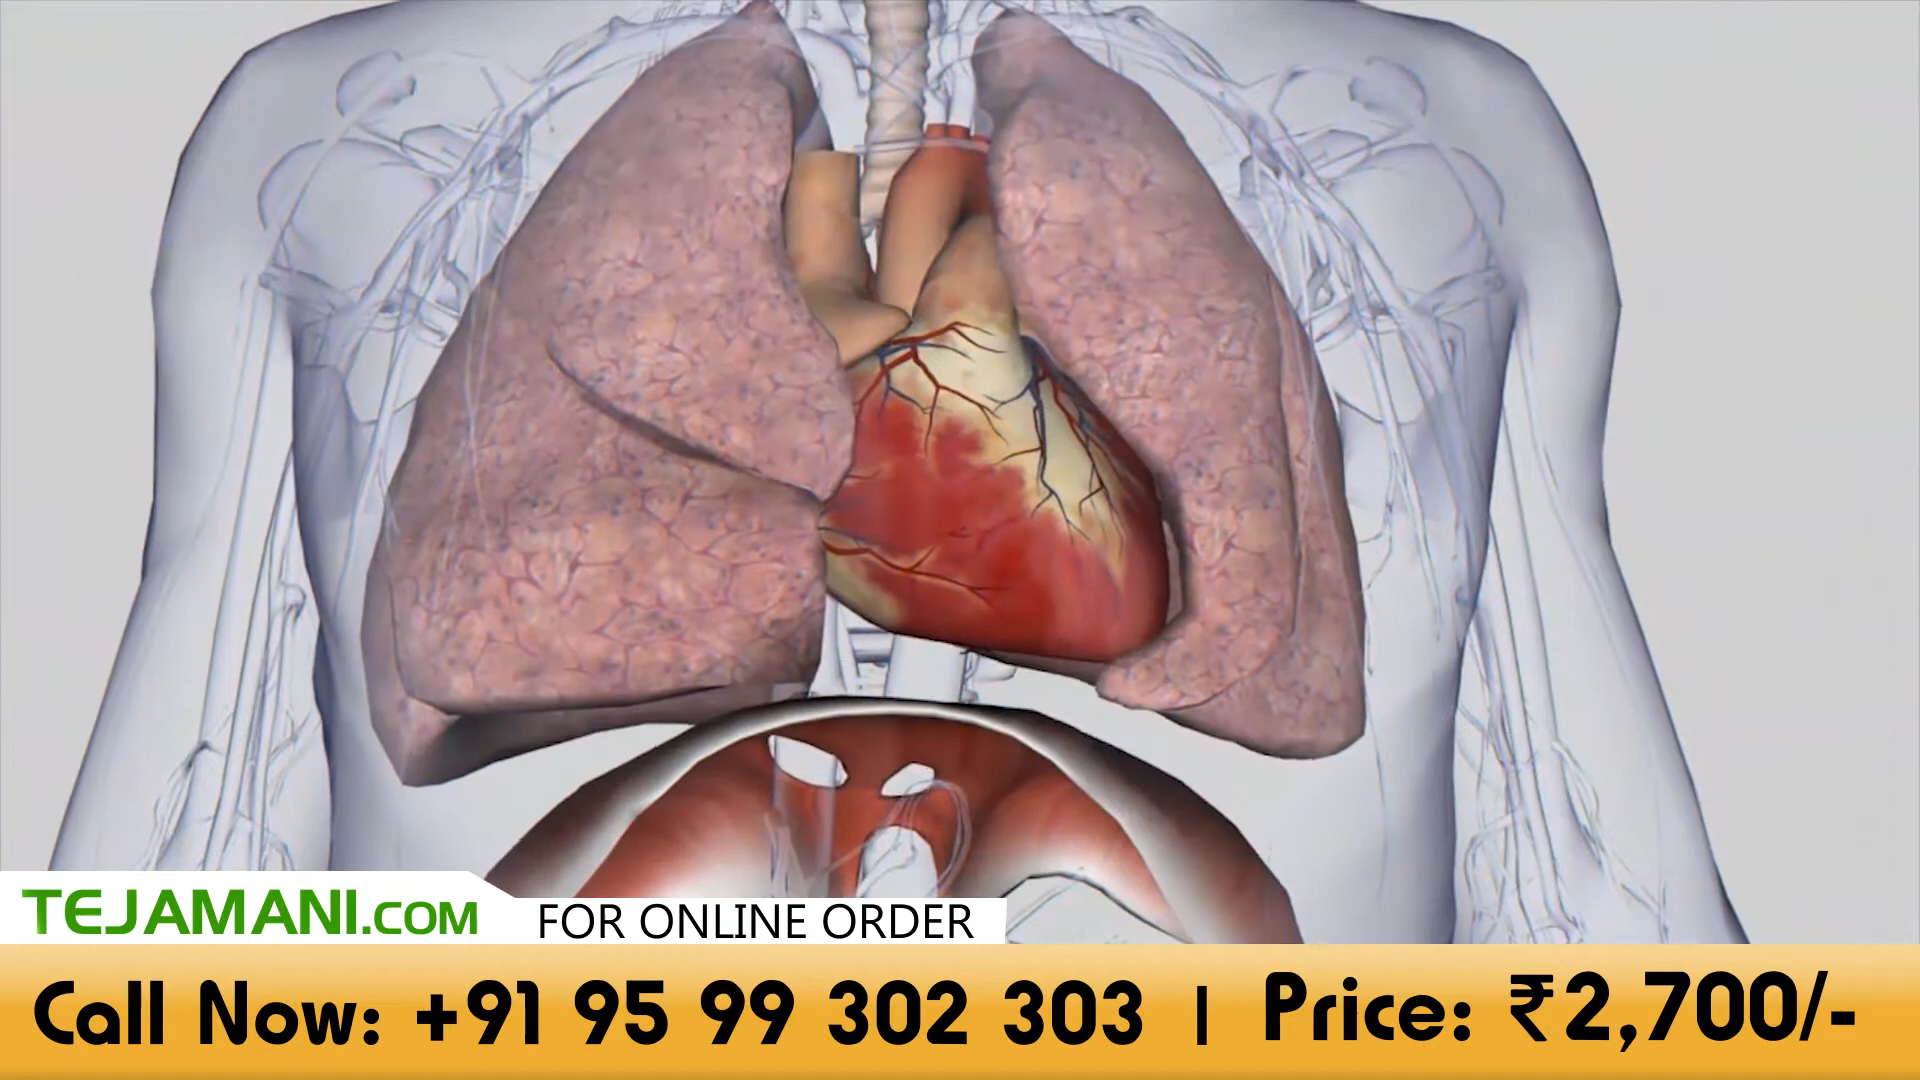 TEJAMANI.COM FOR ONLINE ORDER
Call Now: +91 95 99 302 303 | Price: ₹2,700/-